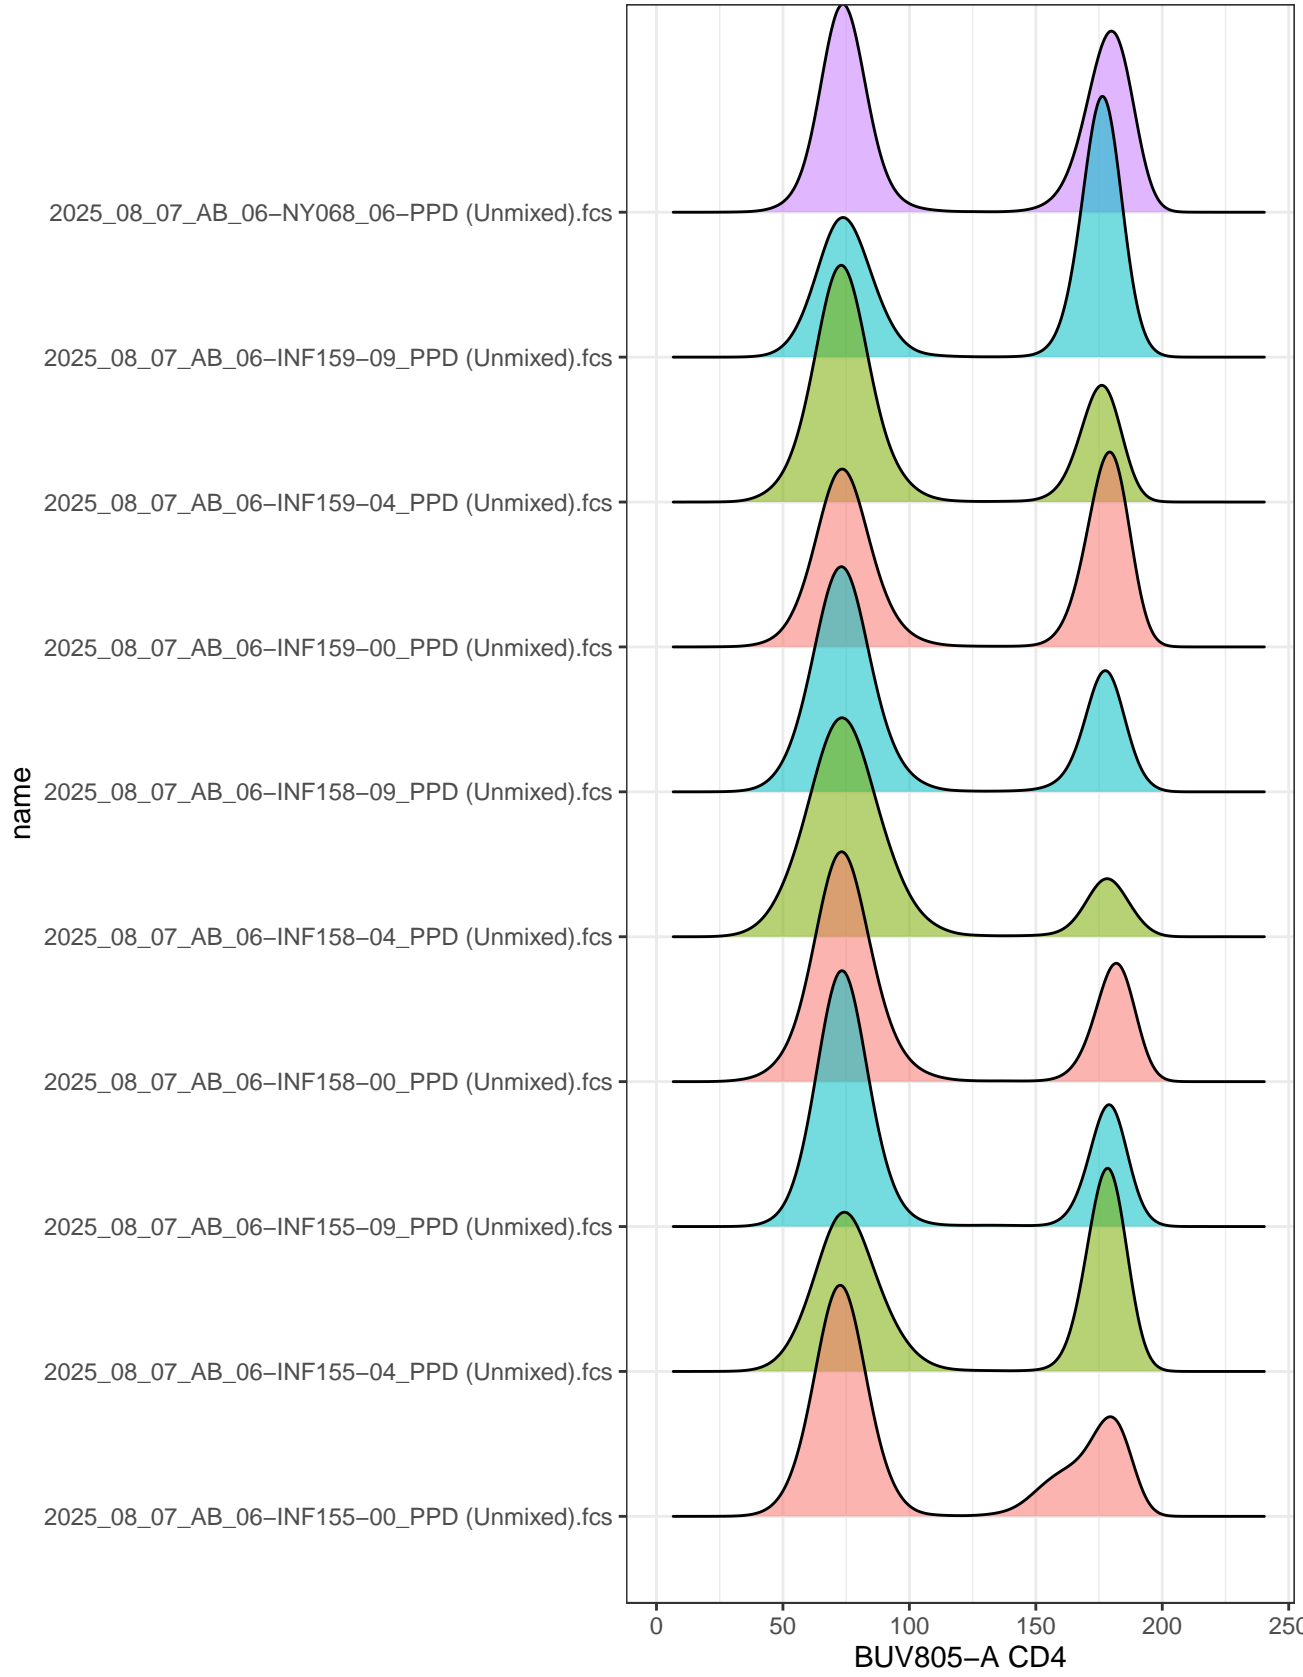 2025_08_07_AB_06−NY068_06−PPD (Unmixed).fcs
2025_08_07_AB_06−INF159−09_PPD (Unmixed).fcs
2025_08_07_AB_06−INF159−04_PPD (Unmixed).fcs
2025_08_07_AB_06−INF159−00_PPD (Unmixed).fcs
2025_08_07_AB_06−INF158−09_PPD (Unmixed).fcs
name
2025_08_07_AB_06−INF158−04_PPD (Unmixed).fcs
2025_08_07_AB_06−INF158−00_PPD (Unmixed).fcs
2025_08_07_AB_06−INF155−09_PPD (Unmixed).fcs
2025_08_07_AB_06−INF155−04_PPD (Unmixed).fcs
2025_08_07_AB_06−INF155−00_PPD (Unmixed).fcs
0 50 100 150 200 250
BUV805−A CD4